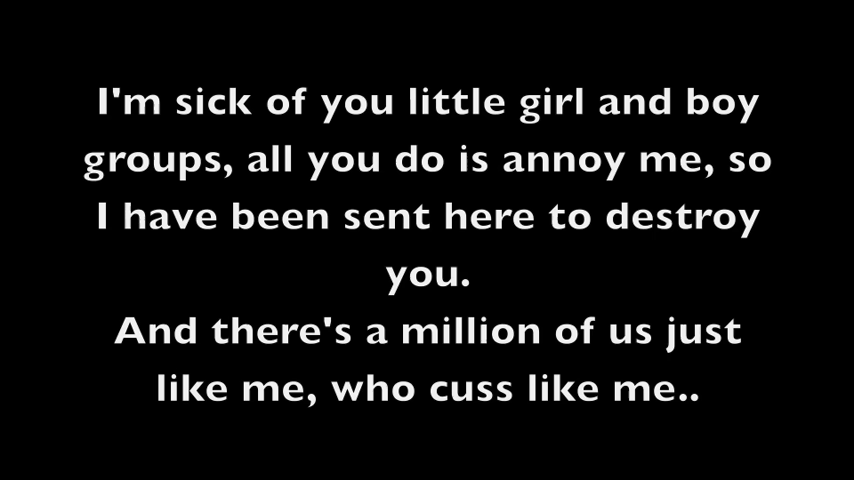 I'm sick of you little girl and boy
groups, all you do is annoy me, so
I have been sent here to destroy
you.
And there's a million of us just
like me, who cuss like me..